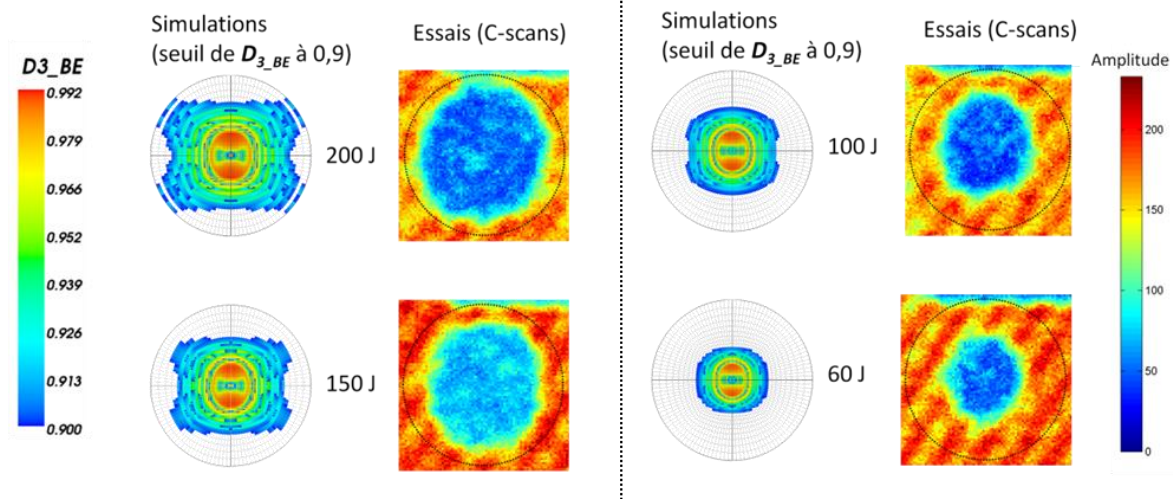 Simulations
(seuil de D3_BE à 0,9)
Essais (C-scans)
Simulations
(seuil de D3_BE à 0,9)
Essais (C-scans)
D3_BE
0.992
0.979
0.966
0.952
0.939
0.926
0.913
0.900
200 J
150 J
100 J
60 J
Amplitude
200
150
100
50
0